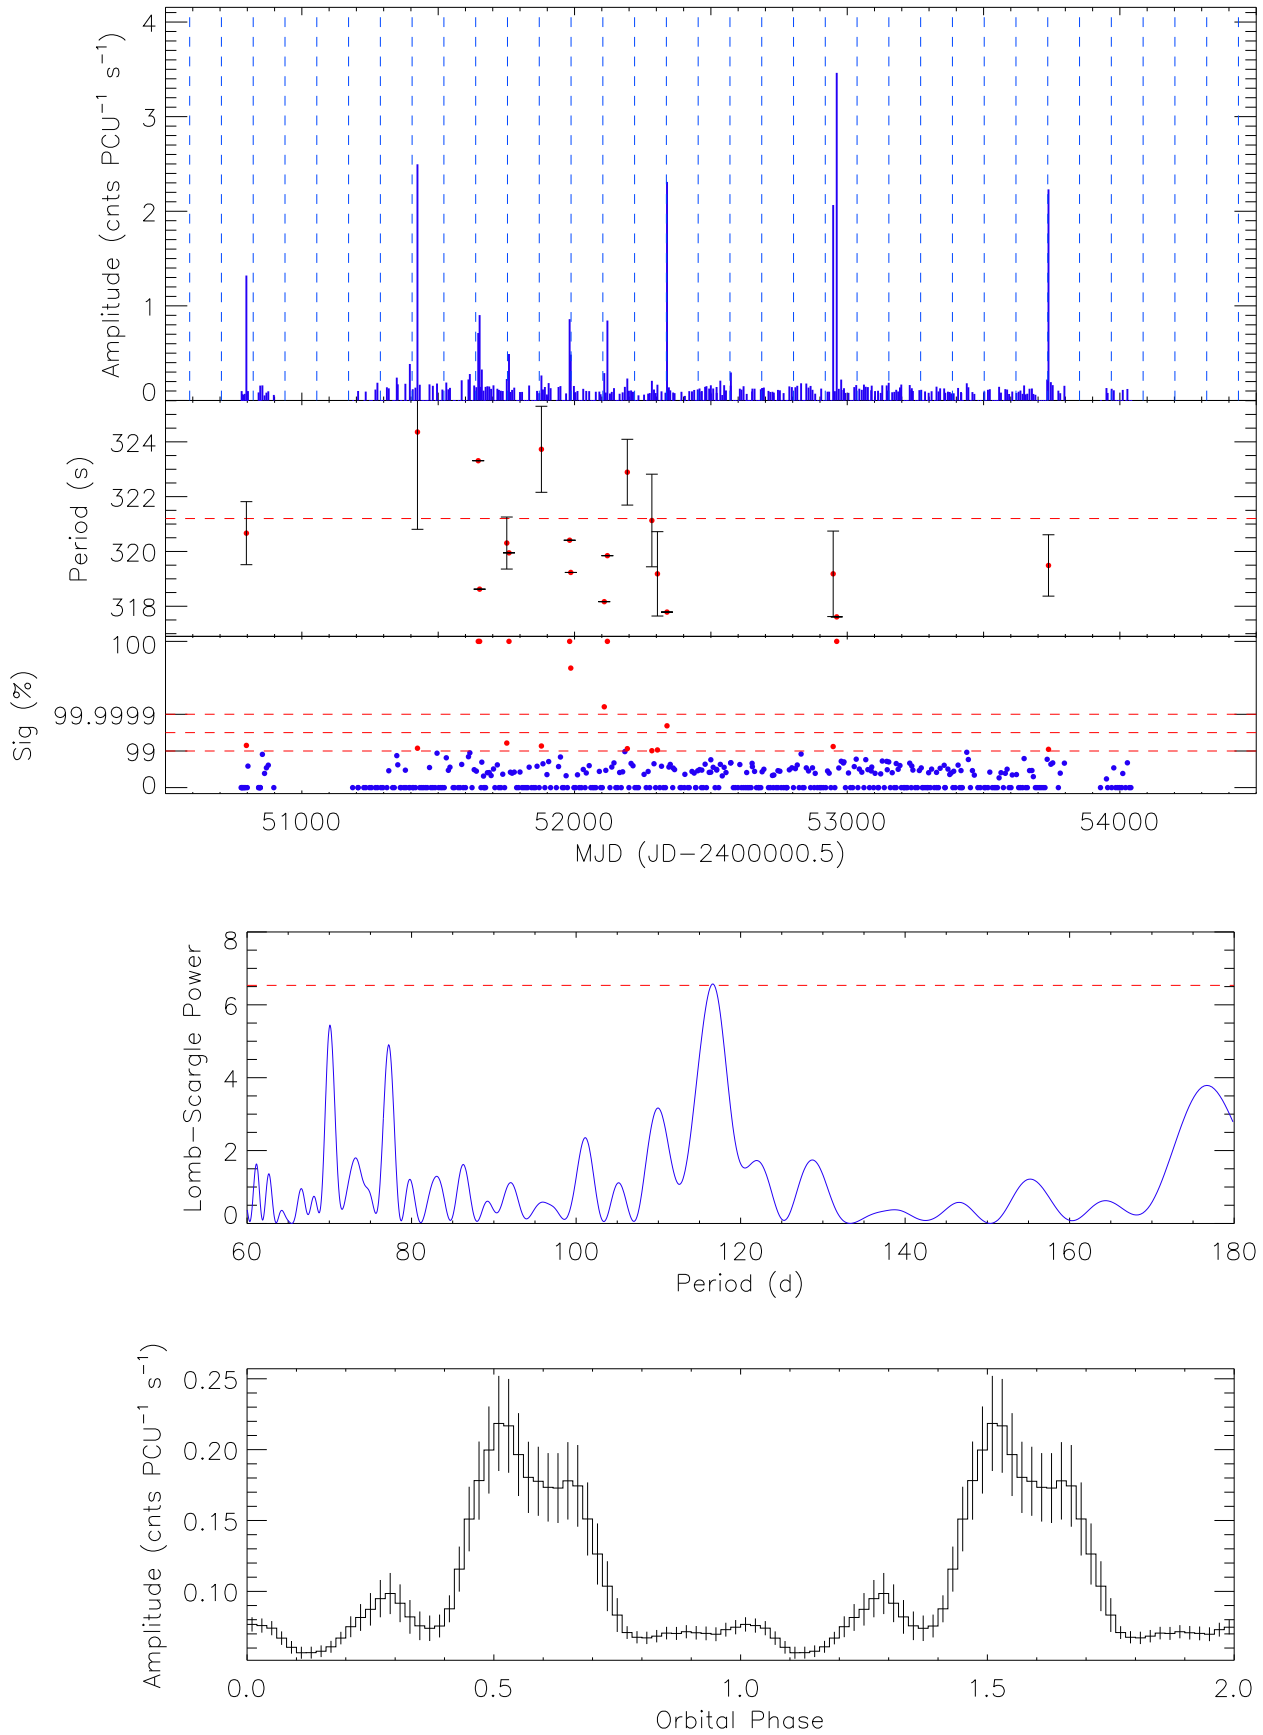 4
3
2
1
0
Amplitude (cnts PCU⁻¹ s⁻¹)
324
322
320
318
Period (s)
100
99.9999
99
0
Sig (%)
51000 52000 53000 54000
MJD (JD−2400000.5)
8
6
4
2
0
Lomb−Scargle Power
60 80 100 120 140 160 180
Period (d)
0.25
0.20
0.15
0.10
Amplitude (cnts PCU⁻¹ s⁻¹)
0.0 0.5 1.0 1.5 2.0
Orbital Phase